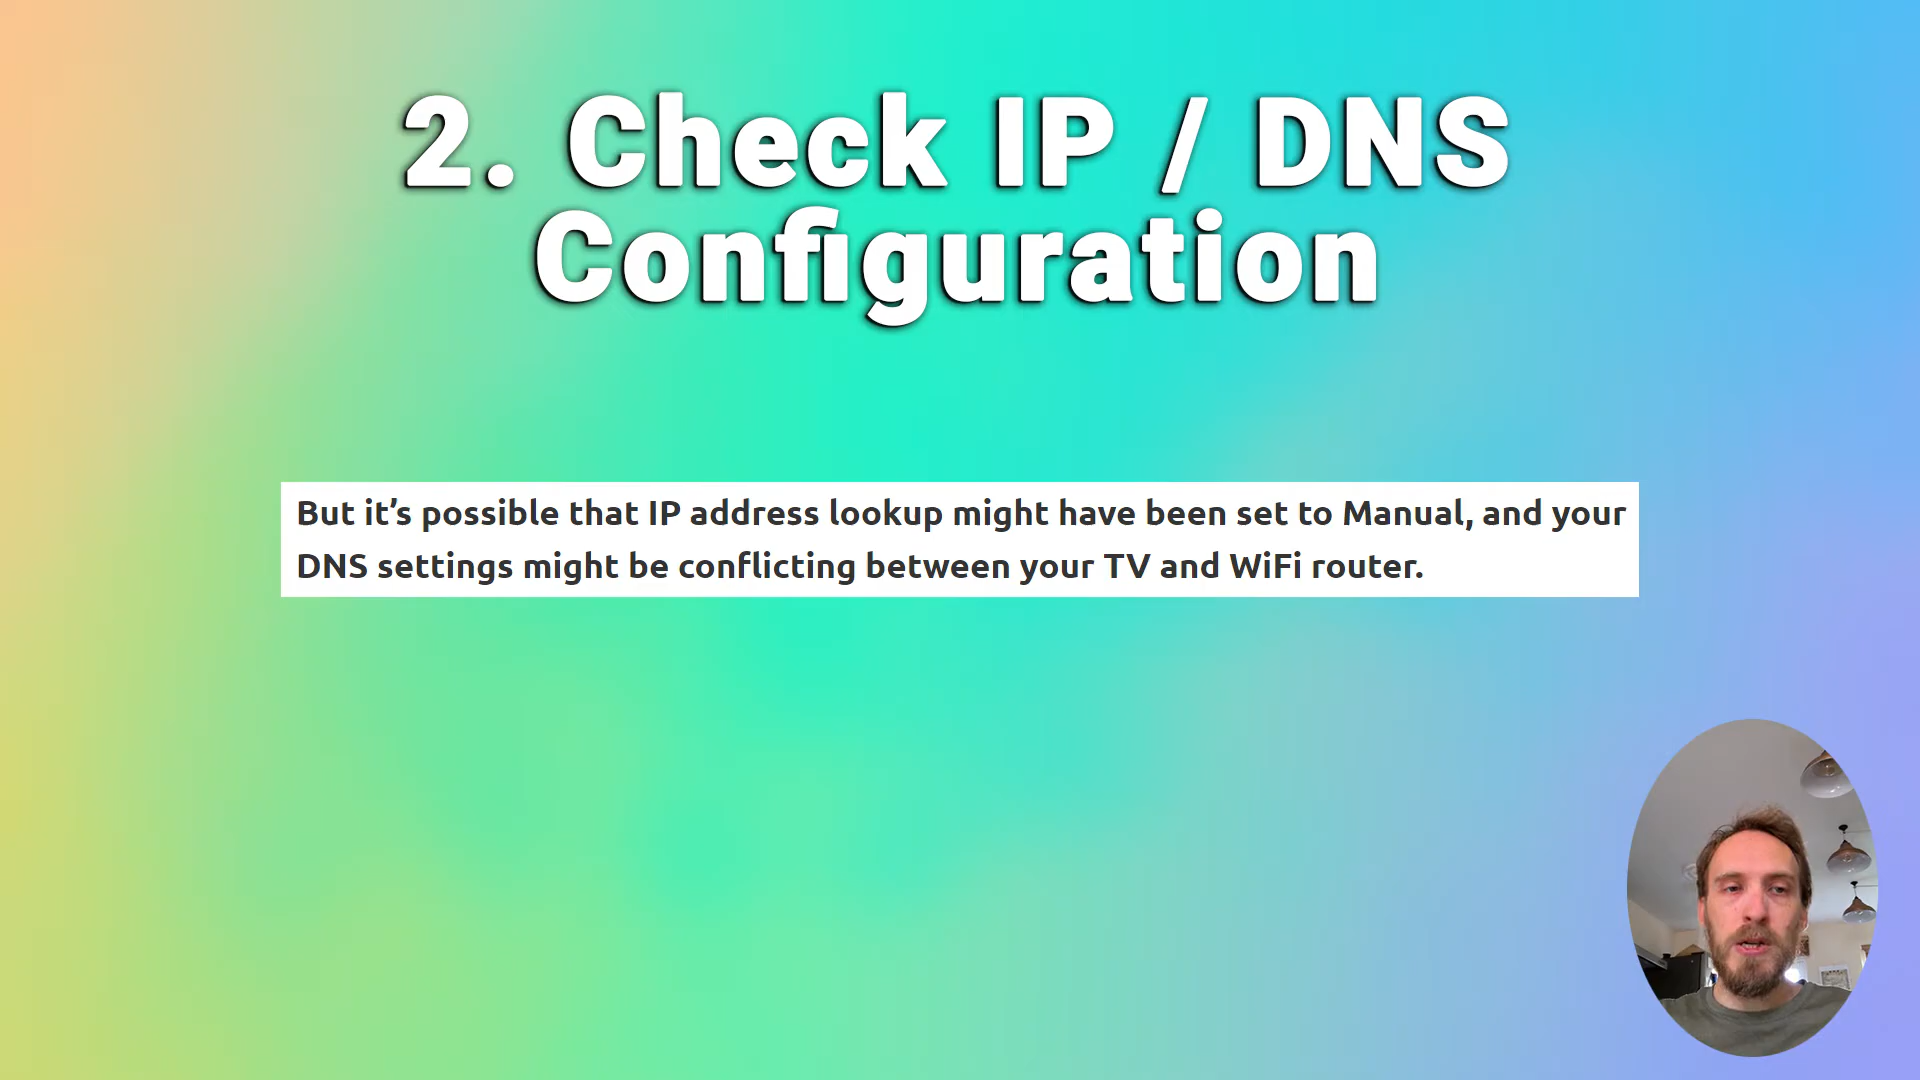 2. Check IP / DNS
Configuration
But it’s possible that IP address lookup might have been set to Manual, and your
DNS settings might be conflicting between your TV and WiFi router.